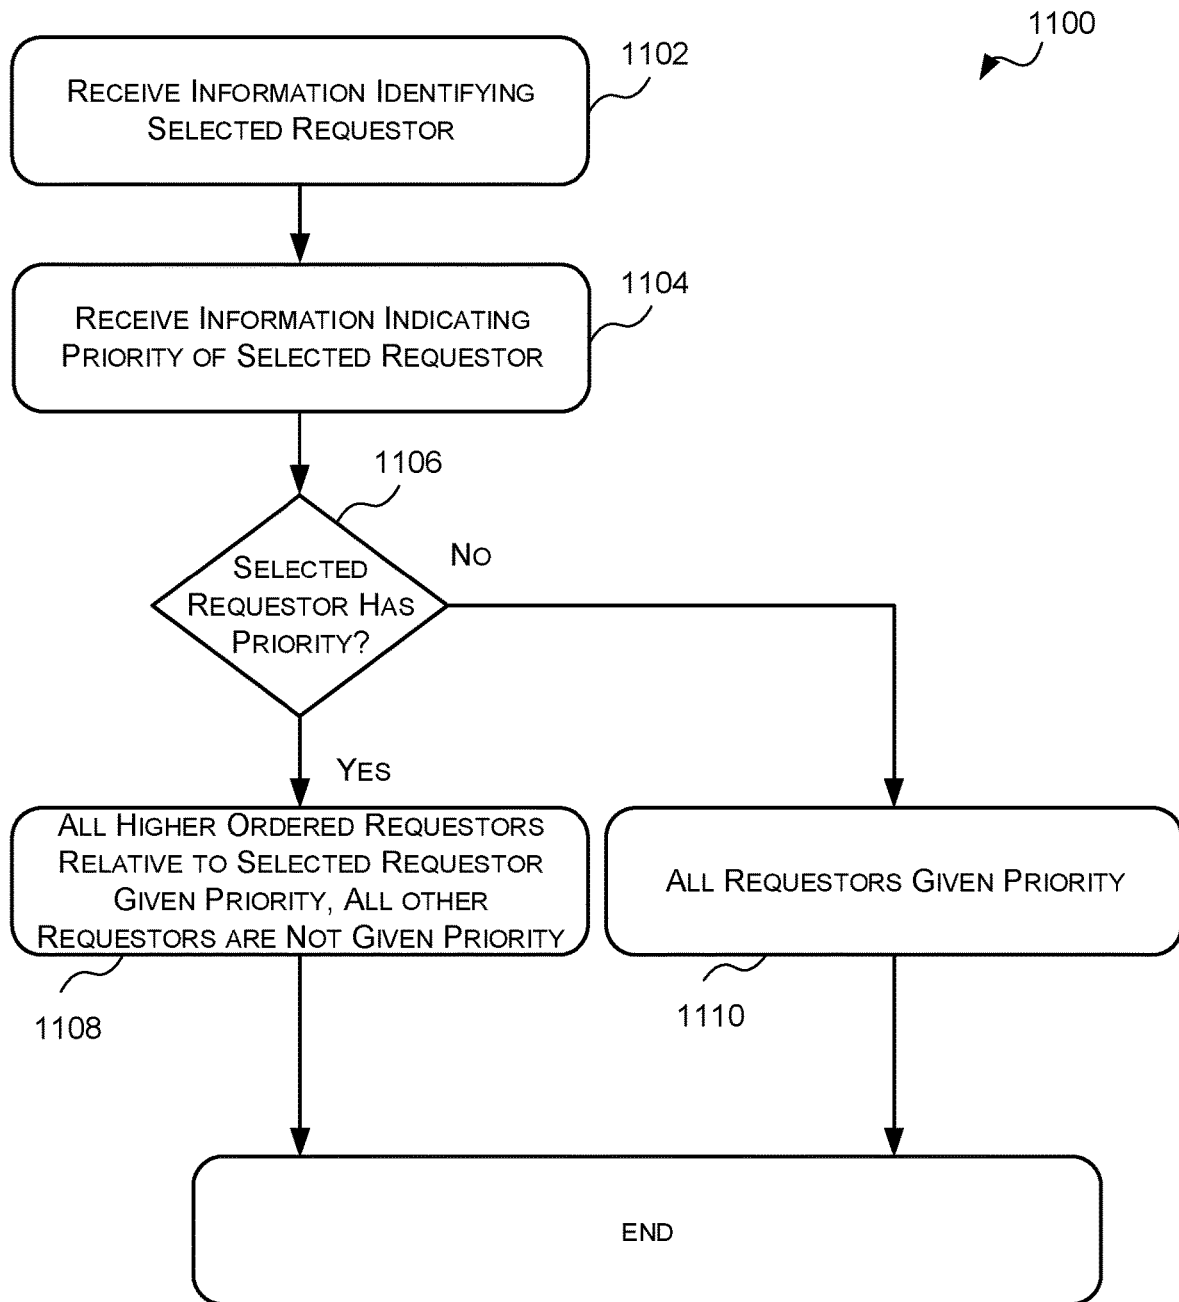 1100
1102
RECEIVE INFORMATION IDENTIFYING
SELECTED REQUESTOR
1104
RECEIVE INFORMATION INDICATING
PRIORITY OF SELECTED REQUESTOR
1106
SELECTED
REQUESTOR HAS
PRIORITY?
NO
YES
ALL HIGHER ORDERED REQUESTORS
RELATIVE TO SELECTED REQUESTOR
GIVEN PRIORITY, ALL OTHER
REQUESTORS ARE NOT GIVEN PRIORITY
1108
ALL REQUESTORS GIVEN PRIORITY
1110
END